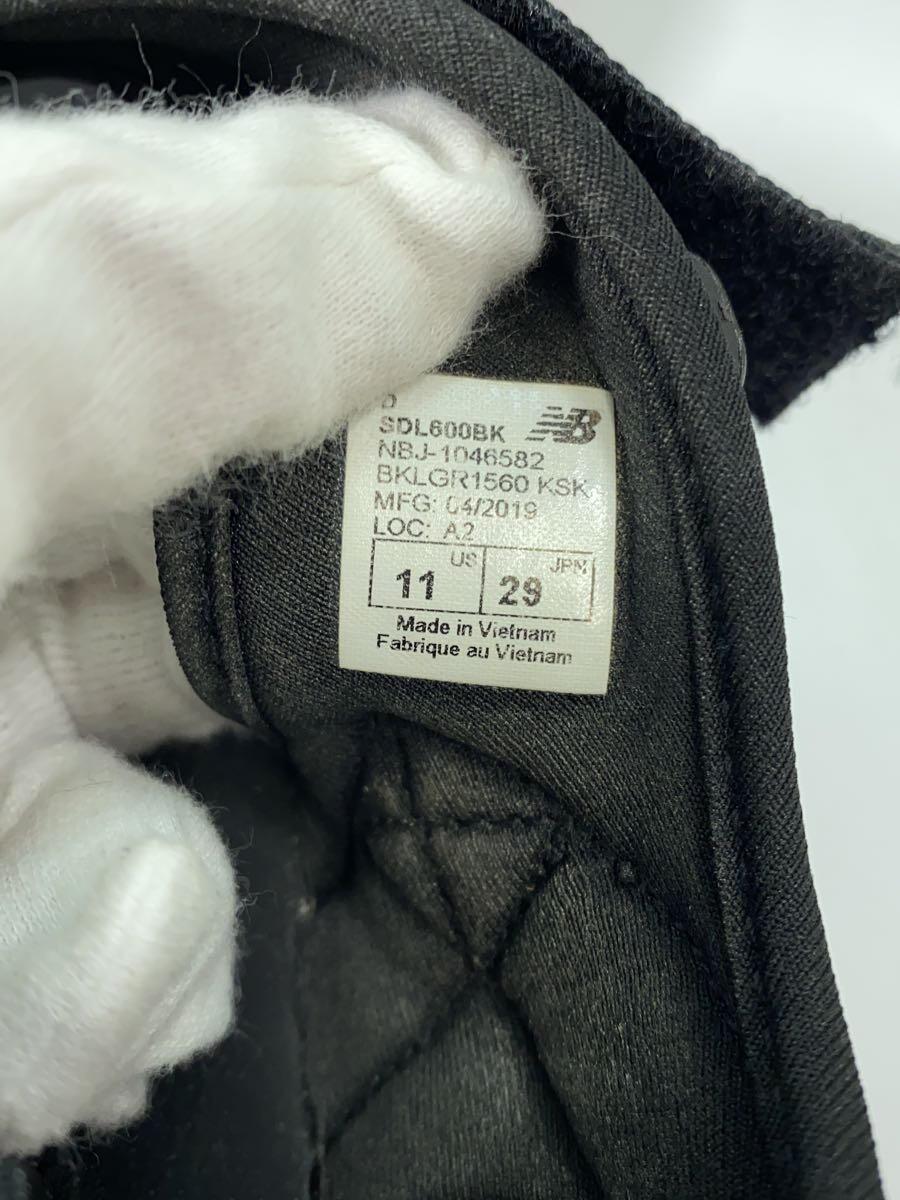 D
SDL600BK
NB
NBJ-1046582
BKLGR1560 KSK
MFG: 04/2019
LOC: A2
US
11
JPN
29
Made in Vietnam
Fabrique au Vietnam